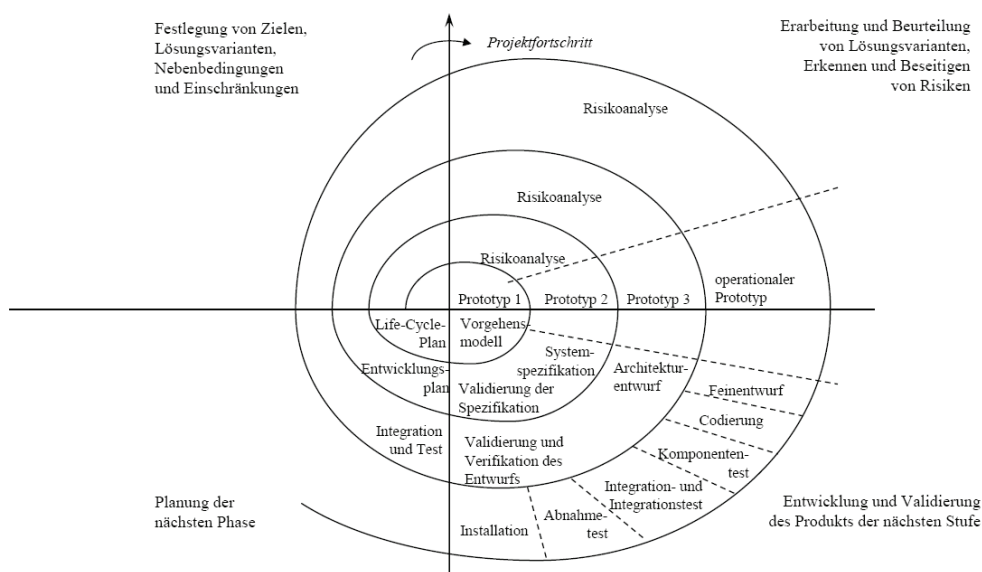 Festlegung von Zielen,
Lösungsvarianten,
Nebenbedingungen
und Einschränkungen
Projektfortschritt
Erarbeitung und Beurteilung
von Lösungsvarianten,
Erkennen und Beseitigen
von Risiken
Risikoanalyse
Risikoanalyse
Risikoanalyse
operationaler
Prototyp
Prototyp 1
Prototyp 2
Prototyp 3
Life-Cycle-
Plan
Vorgehens-
modell
Entwicklungs-
plan
System-
spezifikation
Validierung der
Spezifikation
Architektur-
entwurf
Feinentwurf
Codierung
Komponenten-
test
Integration
und Test
Validierung und
Verifikation des
Entwurfs
Integration- und
Integrationstest
Abnahme-
test
Installation
Planung der
nächsten Phase
Entwicklung und Validierung
des Produkts der nächsten Stufe